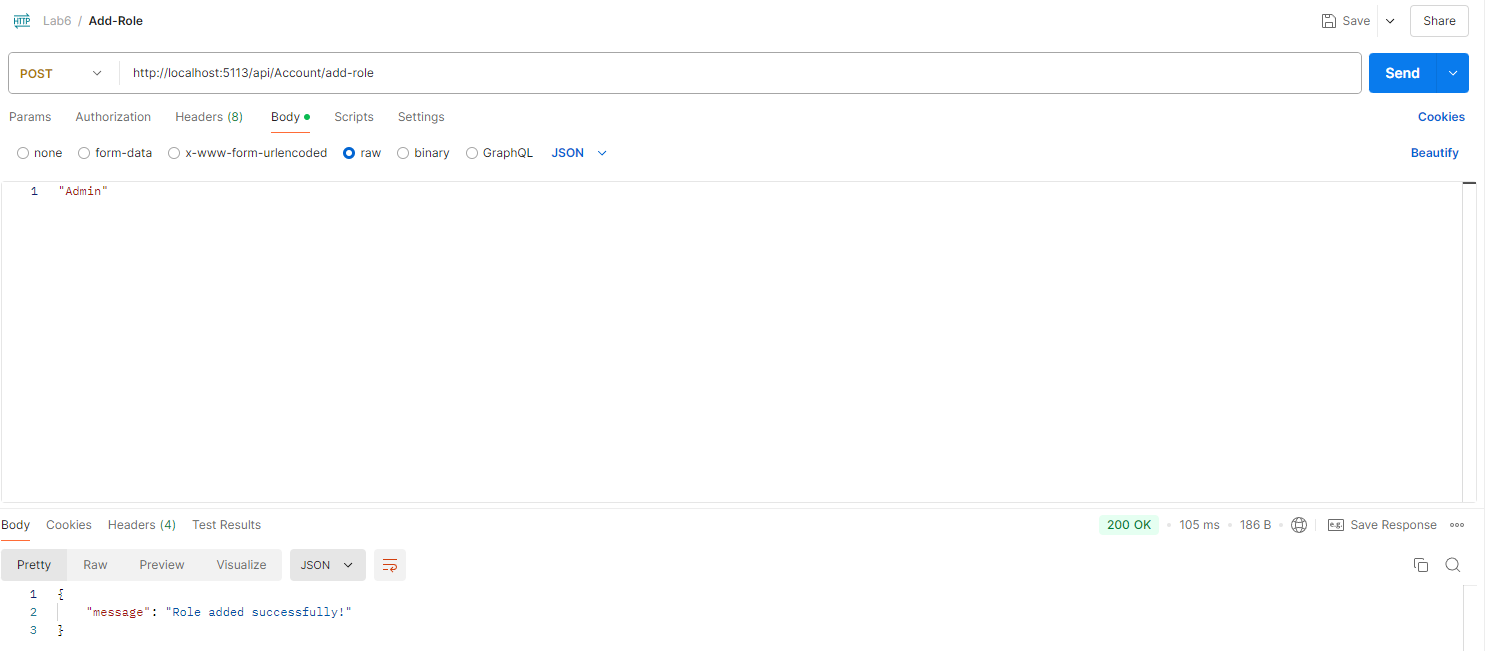 HTTP Lab6 / Add-Role Save Share
POST http://localhost:5113/api/Account/add-role Send
Params Authorization Headers (8) Body Scripts Settings Cookies
none form-data x-www-form-urlencoded raw binary GraphQL JSON Beautify
1 "Admin"
Body Cookies Headers (4) Test Results 200 OK 105 ms 186 B e.g. Save Response
Pretty Raw Preview Visualize JSON
1 {
2 "message": "Role added successfully!"
3 }